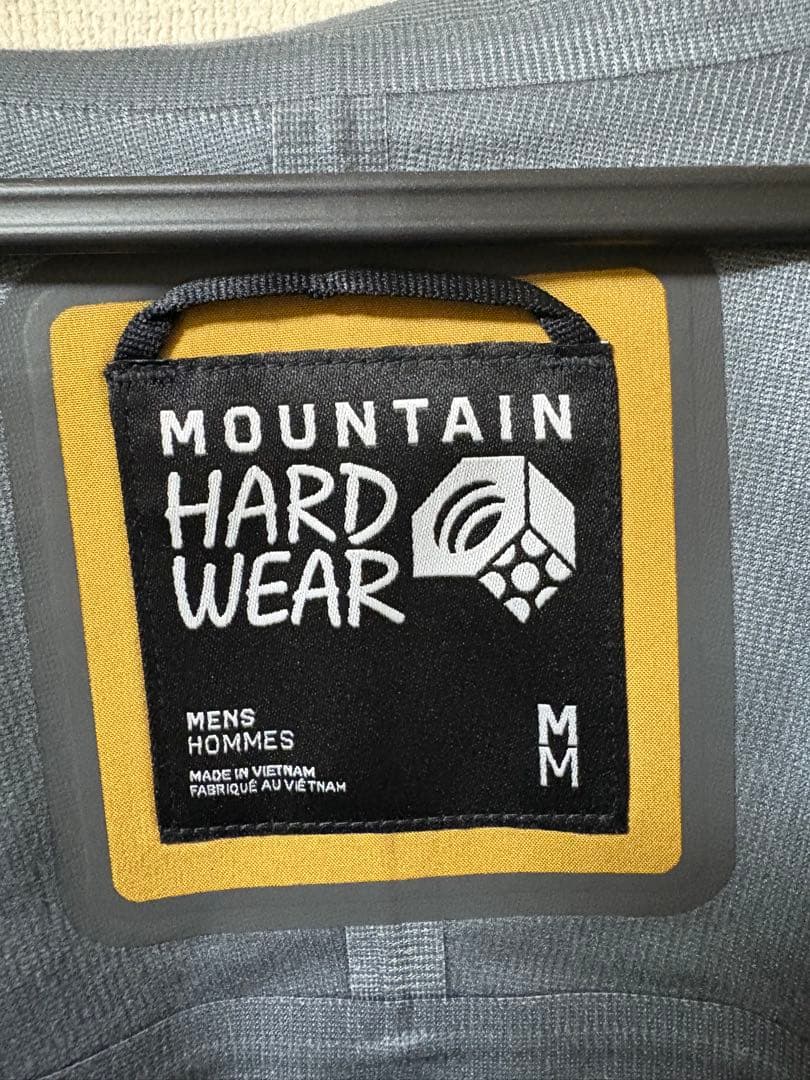 MOUNTAIN
HARD
WEAR
MENS
HOMMES
MADE IN VIETNAM
FABRIQUÉ AU VIÊTNAM
M
M